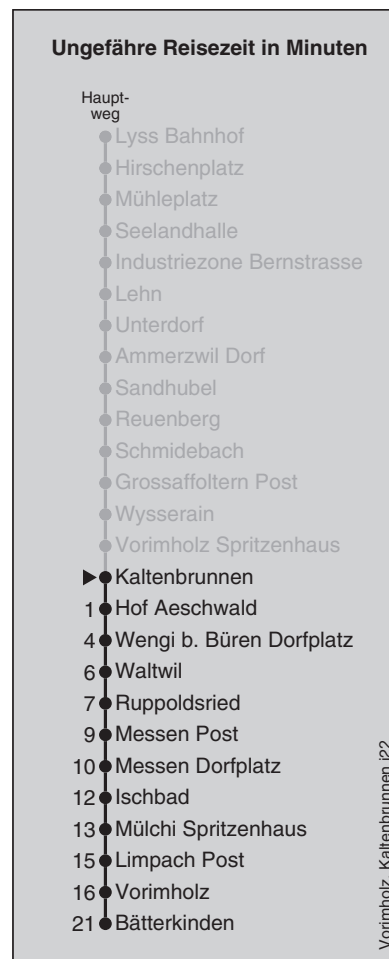 Ungefähre Reisezeit in Minuten
Haupt-
weg
Lyss Bahnhof
Hirschenplatz
Mühleplatz
Seelandhalle
Industriezone Bernstrasse
Lehn
Unterdorf
Ammerzwil Dorf
Sandhubel
Reuenberg
Schmidebach
Grossaffoltern Post
Wysserain
Vorimholz Spritzenhaus
Kaltenbrunnen
1 Hof Aeschwald
4 Wengi b. Büren Dorfplatz
6 Waltwil
7 Ruppoldsried
9 Messen Post
10 Messen Dorfplatz
12 Ischbad
13 Mülchi Spritzenhaus
15 Limpach Post
16 Vorimholz
21 Bätterkinden
Vorimholz, Kaltenbrunnen j22